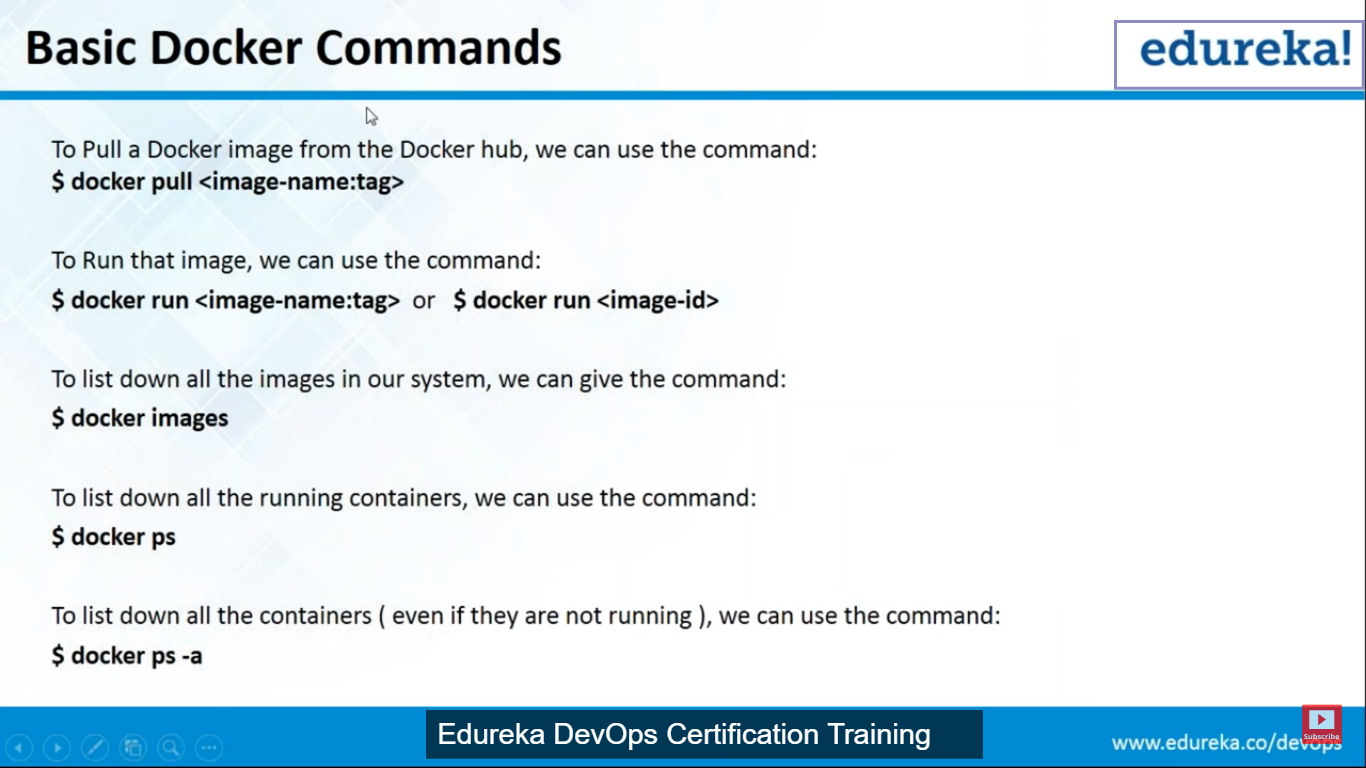 Basic Docker Commands
edureka!
To Pull a Docker image from the Docker hub, we can use the command:
$ docker pull <image-name:tag>
To Run that image, we can use the command:
$ docker run <image-name:tag> or $ docker run <image-id>
To list down all the images in our system, we can give the command:
$ docker images
To list down all the running containers, we can use the command:
$ docker ps
To list down all the containers ( even if they are not running ), we can use the command:
$ docker ps -a
Edureka DevOps Certification Training
Subscribe
www.edureka.co/devops